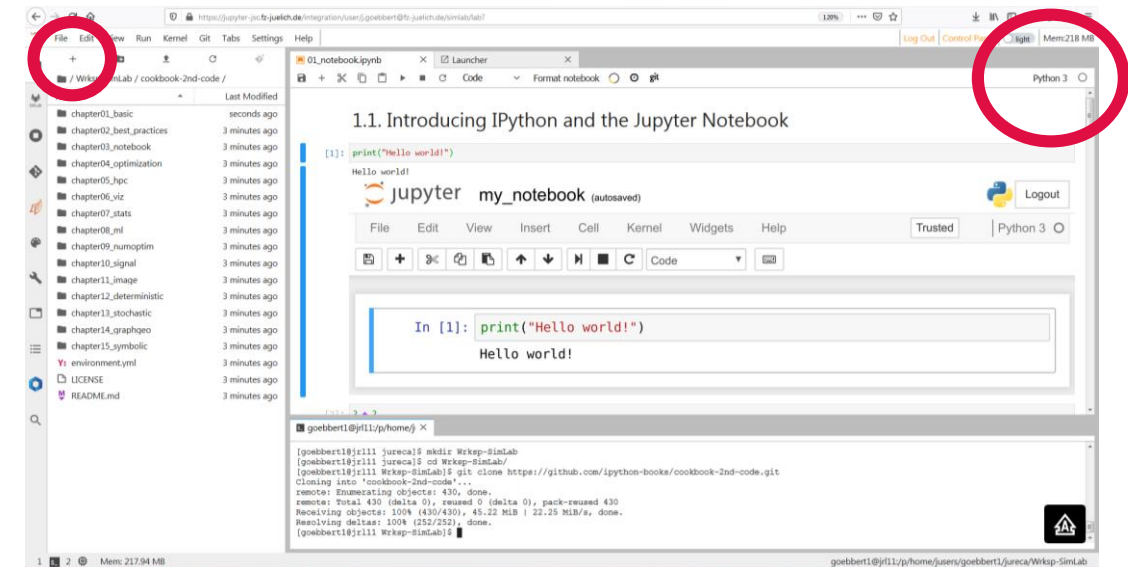 https://jupyter-jsc.fz-juelich.de/integration/user/j.goebbert@fz-juelich.de/simlab/lab?
120%
File Edit View Run Kernel Git Tabs Settings Help
Log Out Control light Mem:218 MB
01_notebook.ipynb
Launcher
/ cookbook-2nd-code /
Code Format notebook git Python 3
Last Modified
chapter01_basic seconds ago
chapter02_best_practices 3 minutes ago
chapter03_notebook 3 minutes ago
chapter04_optimization 3 minutes ago
chapter05_hpc 3 minutes ago
chapter06_viz 3 minutes ago
chapter07_stats 3 minutes ago
chapter08_ml 3 minutes ago
chapter09_numoptim 3 minutes ago
chapter10_signal 3 minutes ago
chapter11_image 3 minutes ago
chapter12_deterministic 3 minutes ago
chapter13_stochastic 3 minutes ago
chapter14_graphgeo 3 minutes ago
chapter15_symbolic 3 minutes ago
environment.yml 3 minutes ago
LICENSE 3 minutes ago
README.md 3 minutes ago
1.1. Introducing IPython and the Jupyter Notebook
[1]: print("Hello world!")
Hello world!
jupyter my_notebook (autosaved)
Logout
File Edit View Insert Cell Kernel Widgets Help
Trusted Python 3
Code
In [1]: print("Hello world!")
Hello world!
goebbert1@jrl11:/p/home/j
[goebbert1@jrl11 jureca]$ mkdir Wrksp-SimLab
[goebbert1@jrl11 jureca]$ cd Wrksp-SimLab/
[goebbert1@jrl11 Wrksp-SimLab]$ git clone https://github.com/ipython-books/cookbook-2nd-code.git
Cloning into 'cookbook-2nd-code'...
remote: Enumerating objects: 430, done.
remote: Total 430 (delta 0), reused 0 (delta 0), pack-reused 430
Receiving objects: 100% (430/430), 45.22 MiB | 22.25 MiB/s, done.
Resolving deltas: 100% (252/252), done.
[goebbert1@jrl11 Wrksp-SimLab]$
1 2 Mem: 217.94 MB
goebbert1@jrl11:/p/home/jusers/goebbert1/jureca/Wrksp-SimLab